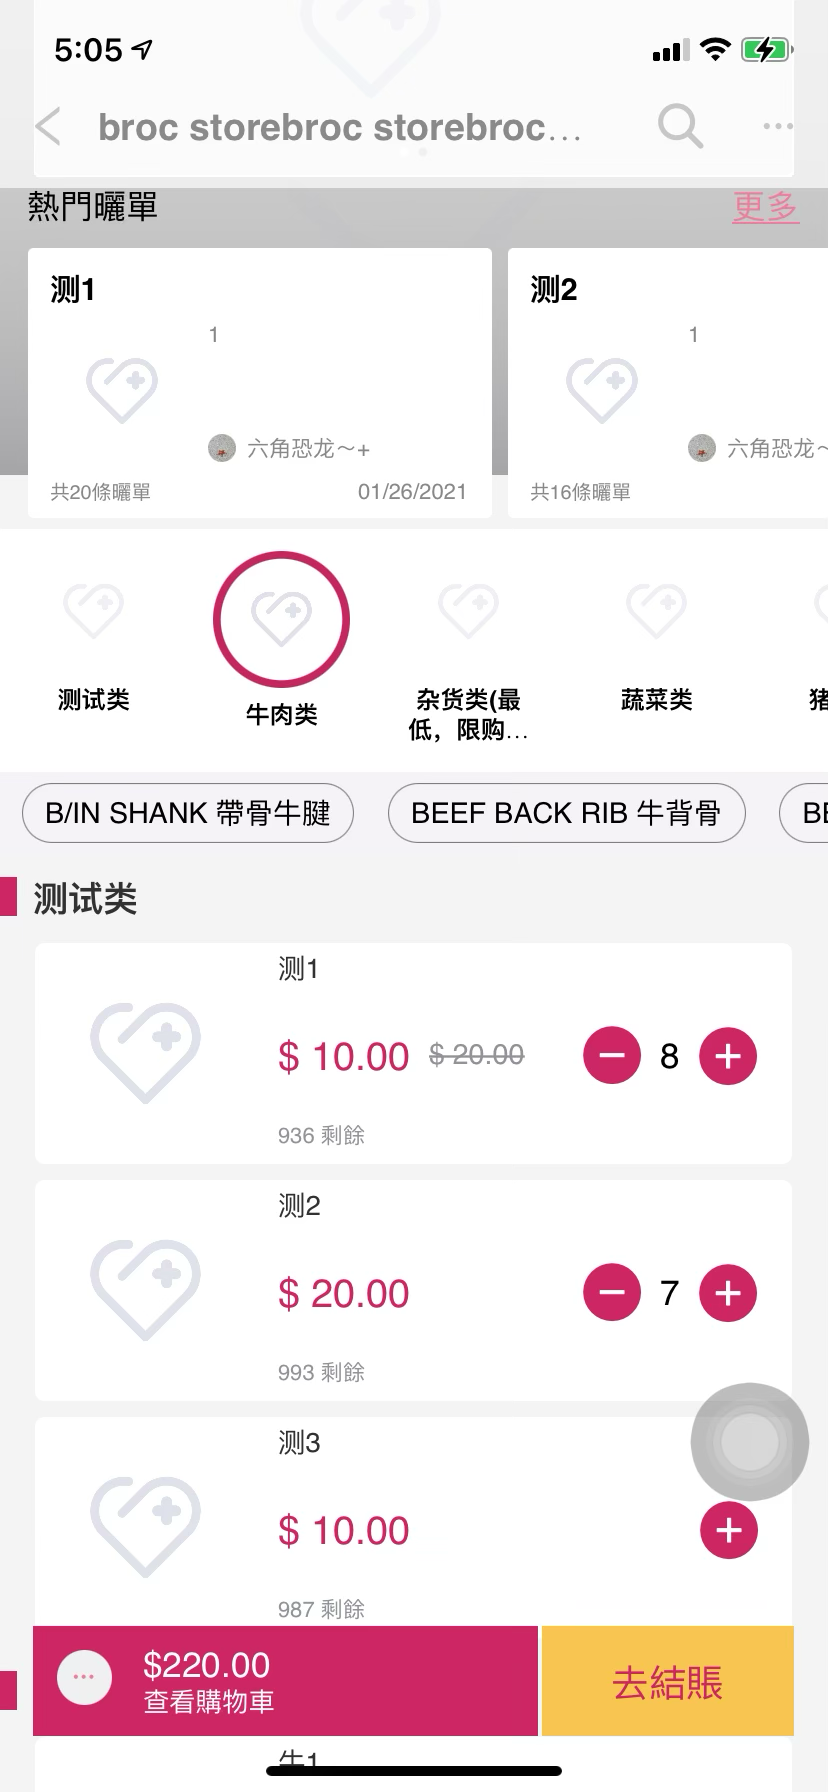 5:05
broc storebroc storebroc...
熱門曬單
更多
测1
1
六角恐龙～+
共20條曬單
01/26/2021
测2
1
六角恐龙～
共16條曬單
测试类
牛肉类
杂货类(最
低，限购...
蔬菜类
猪
B/IN SHANK 帶骨牛腱
BEEF BACK RIB 牛背骨
BE
测试类
测1
$ 10.00
$ 20.00
8
936 剩餘
测2
$ 20.00
7
993 剩餘
测3
$ 10.00
987 剩餘
$220.00
查看購物車
去結賬
牛1